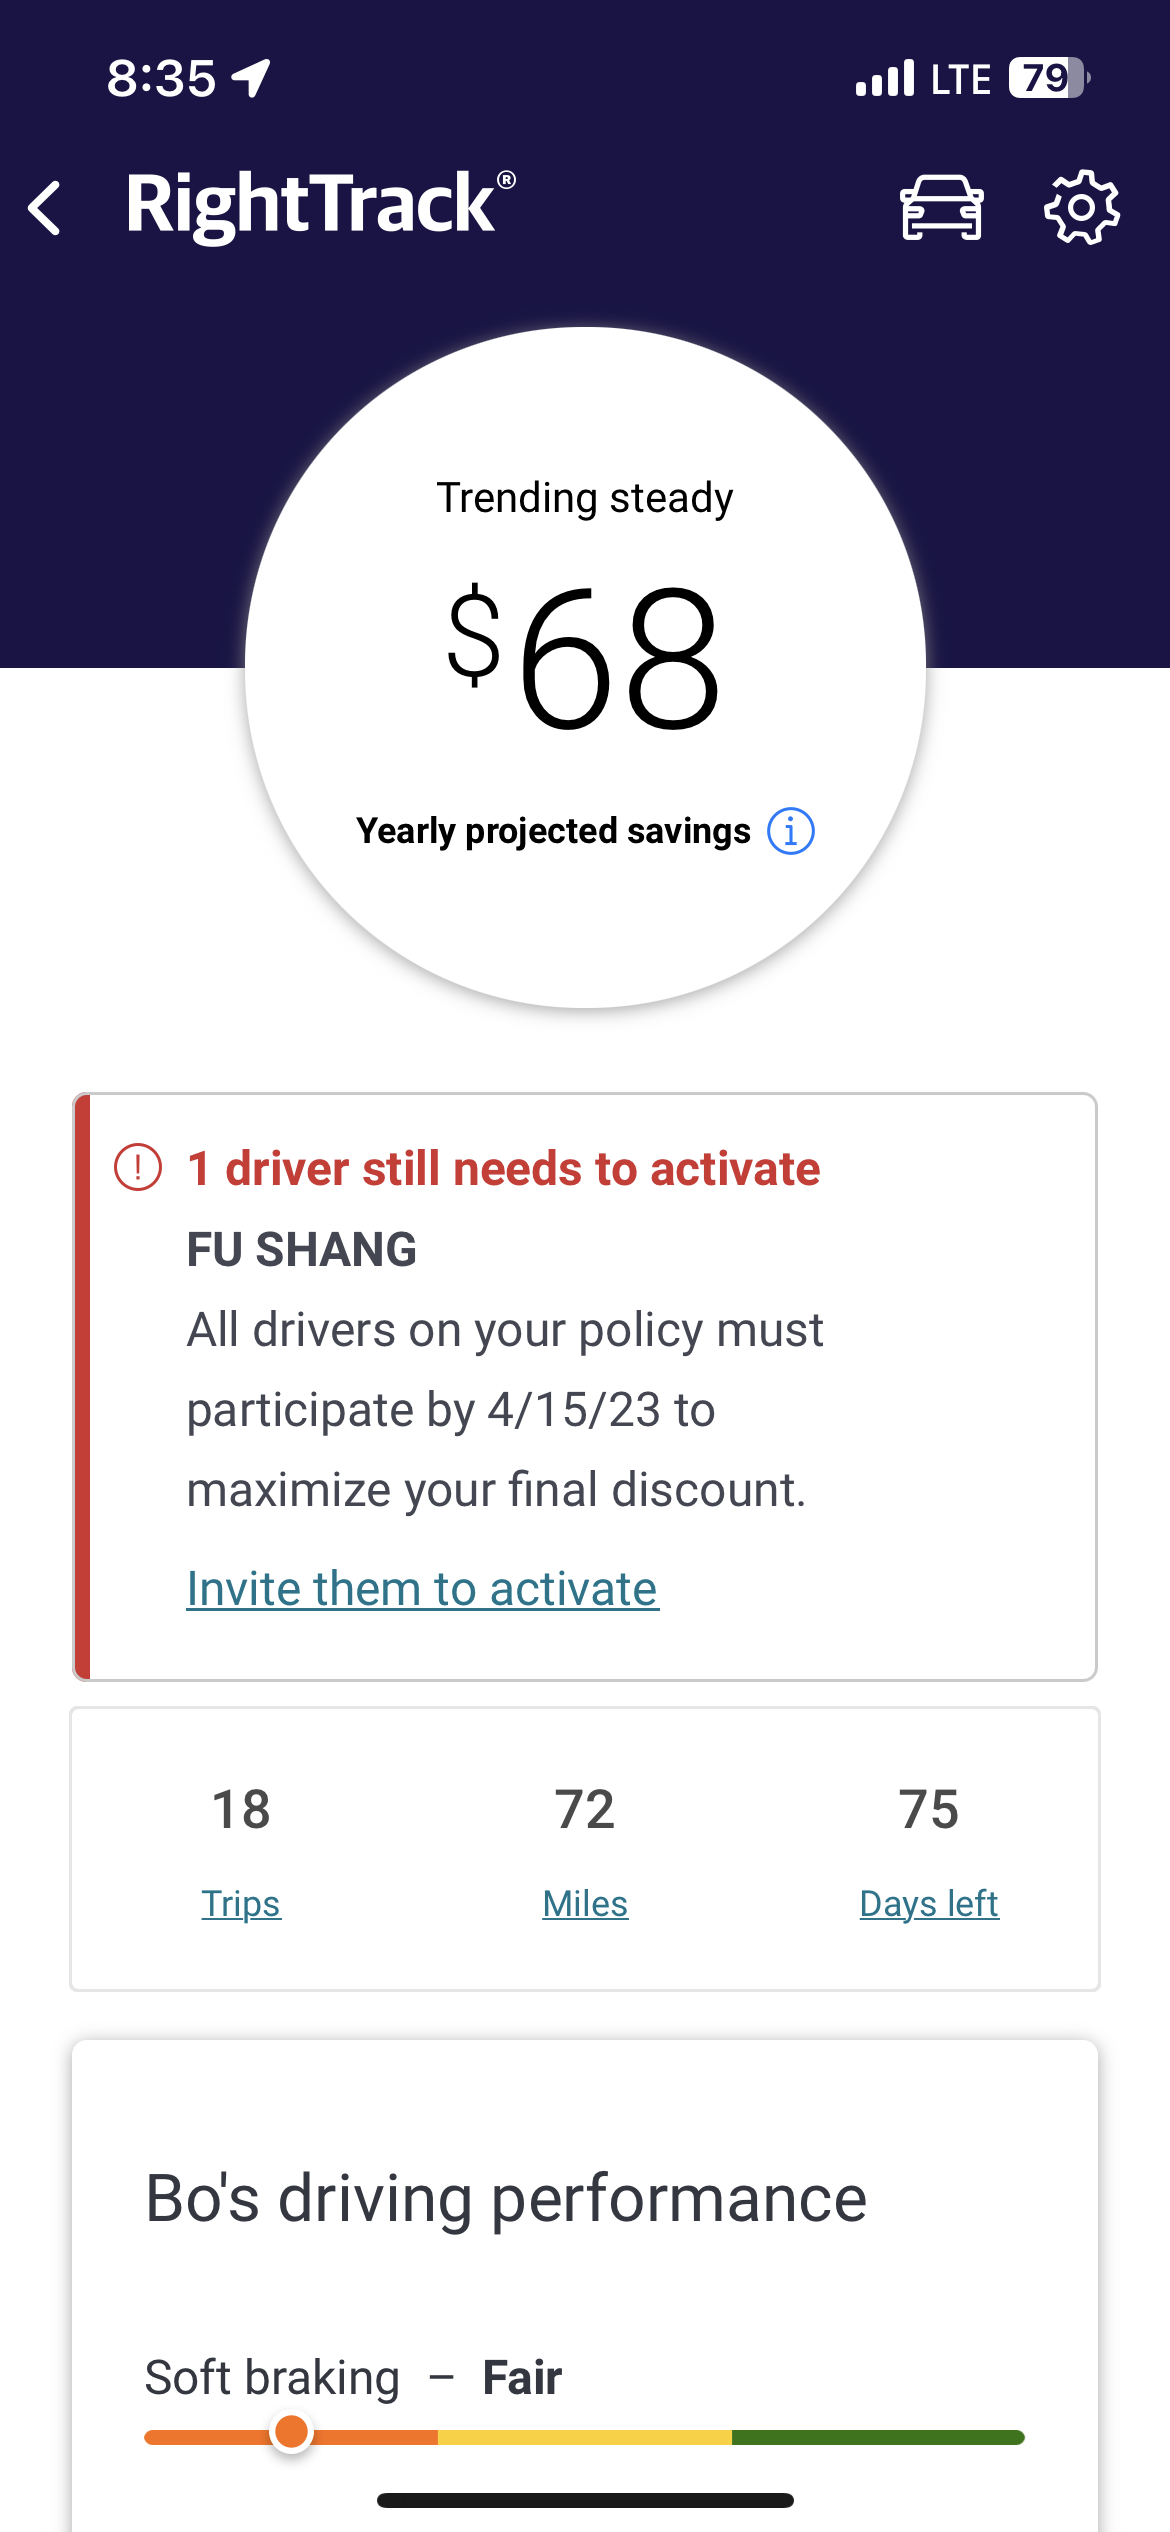 8:35 LTE 79
RightTrack®
Trending steady
$68
Yearly projected savings
1 driver still needs to activate
FU SHANG
All drivers on your policy must
participate by 4/15/23 to
maximize your final discount.
Invite them to activate
18 72 75
Trips Miles Days left
Bo's driving performance
Soft braking – Fair